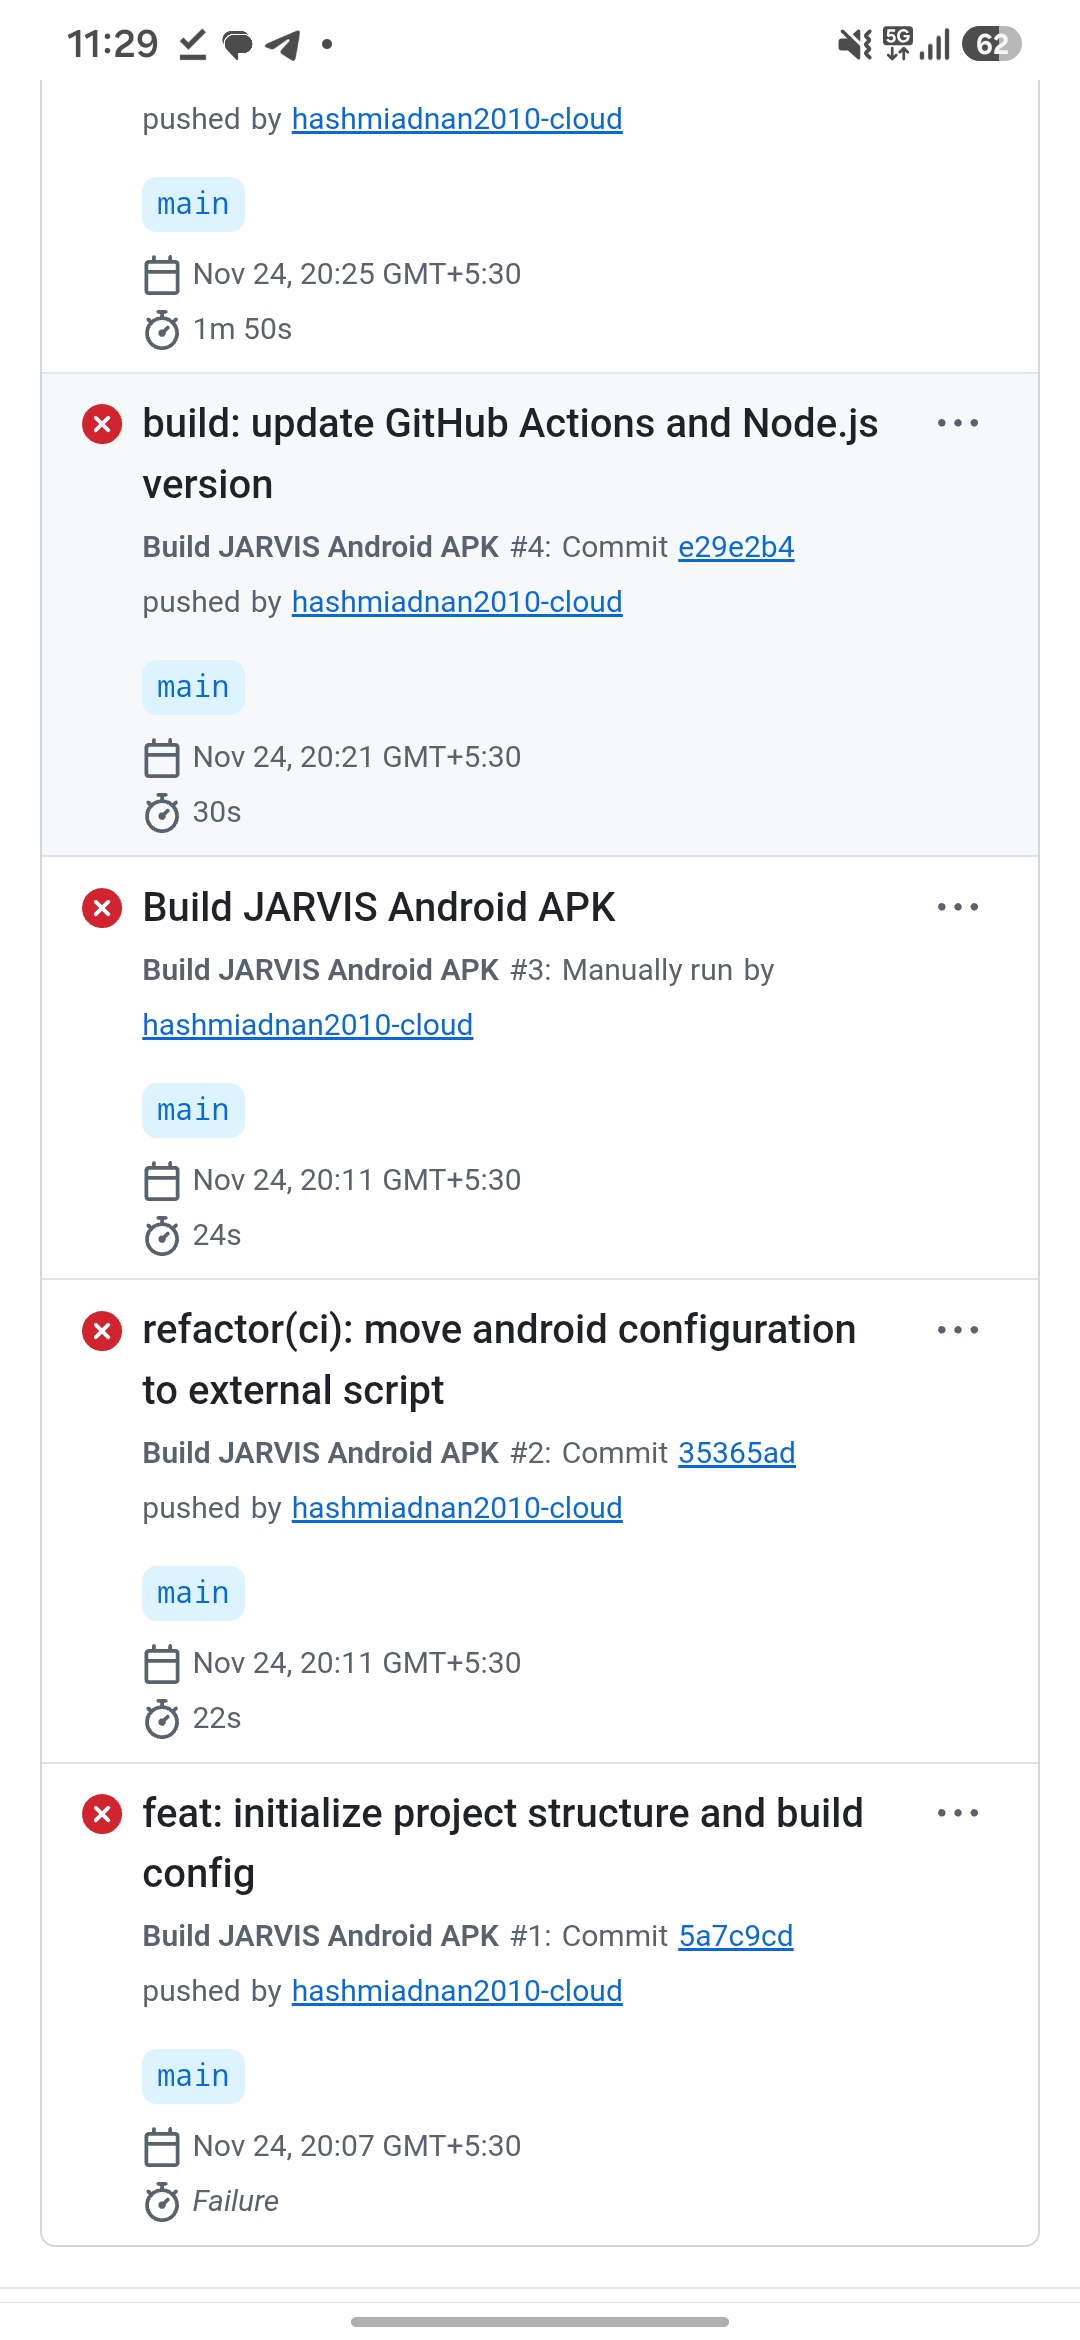 11:29
5G
62
pushed by hashmiadnan2010-cloud
main
Nov 24, 20:25 GMT+5:30
1m 50s
build: update GitHub Actions and Node.js
version
Build JARVIS Android APK #4: Commit e29e2b4
pushed by hashmiadnan2010-cloud
main
Nov 24, 20:21 GMT+5:30
30s
Build JARVIS Android APK
Build JARVIS Android APK #3: Manually run by
hashmiadnan2010-cloud
main
Nov 24, 20:11 GMT+5:30
24s
refactor(ci): move android configuration
to external script
Build JARVIS Android APK #2: Commit 35365ad
pushed by hashmiadnan2010-cloud
main
Nov 24, 20:11 GMT+5:30
22s
feat: initialize project structure and build
config
Build JARVIS Android APK #1: Commit 5a7c9cd
pushed by hashmiadnan2010-cloud
main
Nov 24, 20:07 GMT+5:30
Failure